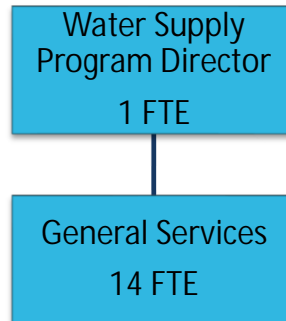 Water Supply
Program Director
1 FTE
General Services
14 FTE